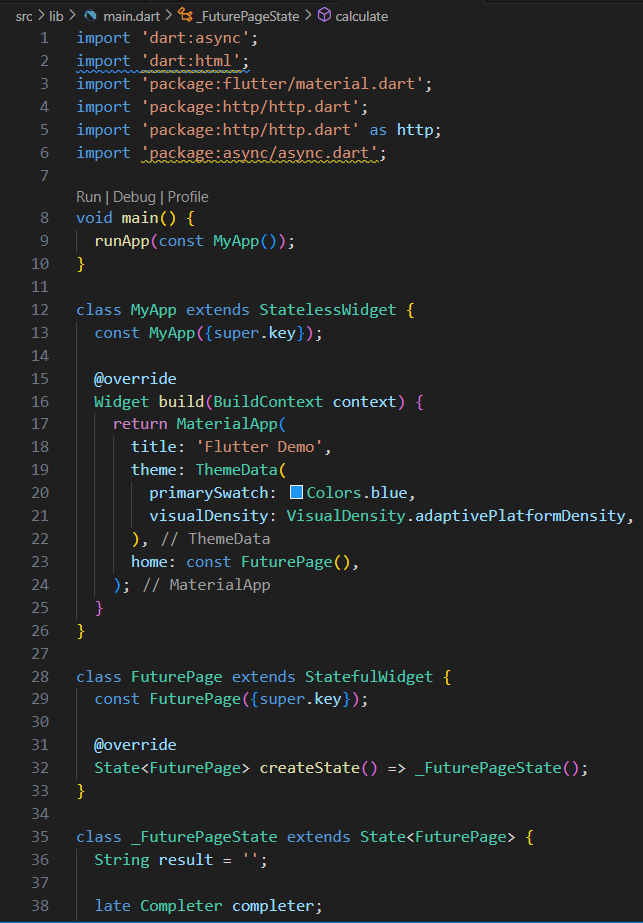 src > lib > main.dart > _FuturePageState > calculate
1 import 'dart:async';
2 import 'dart:html';
3 import 'package:flutter/material.dart';
4 import 'package:http/http.dart';
5 import 'package:http/http.dart' as http;
6 import 'package:async/async.dart';
7
Run | Debug | Profile
8 void main() {
9 runApp(const MyApp());
10 }
11
12 class MyApp extends StatelessWidget {
13 const MyApp({super.key});
14
15 @override
16 Widget build(BuildContext context) {
17 return MaterialApp(
18 title: 'Flutter Demo',
19 theme: ThemeData(
20 primarySwatch: Colors.blue,
21 visualDensity: VisualDensity.adaptivePlatformDensity,
22 ), // ThemeData
23 home: const FuturePage(),
24 ); // MaterialApp
25 }
26 }
27
28 class FuturePage extends StatefulWidget {
29 const FuturePage({super.key});
30
31 @override
32 State<FuturePage> createState() => _FuturePageState();
33 }
34
35 class _FuturePageState extends State<FuturePage> {
36 String result = '';
37
38 late Completer completer;